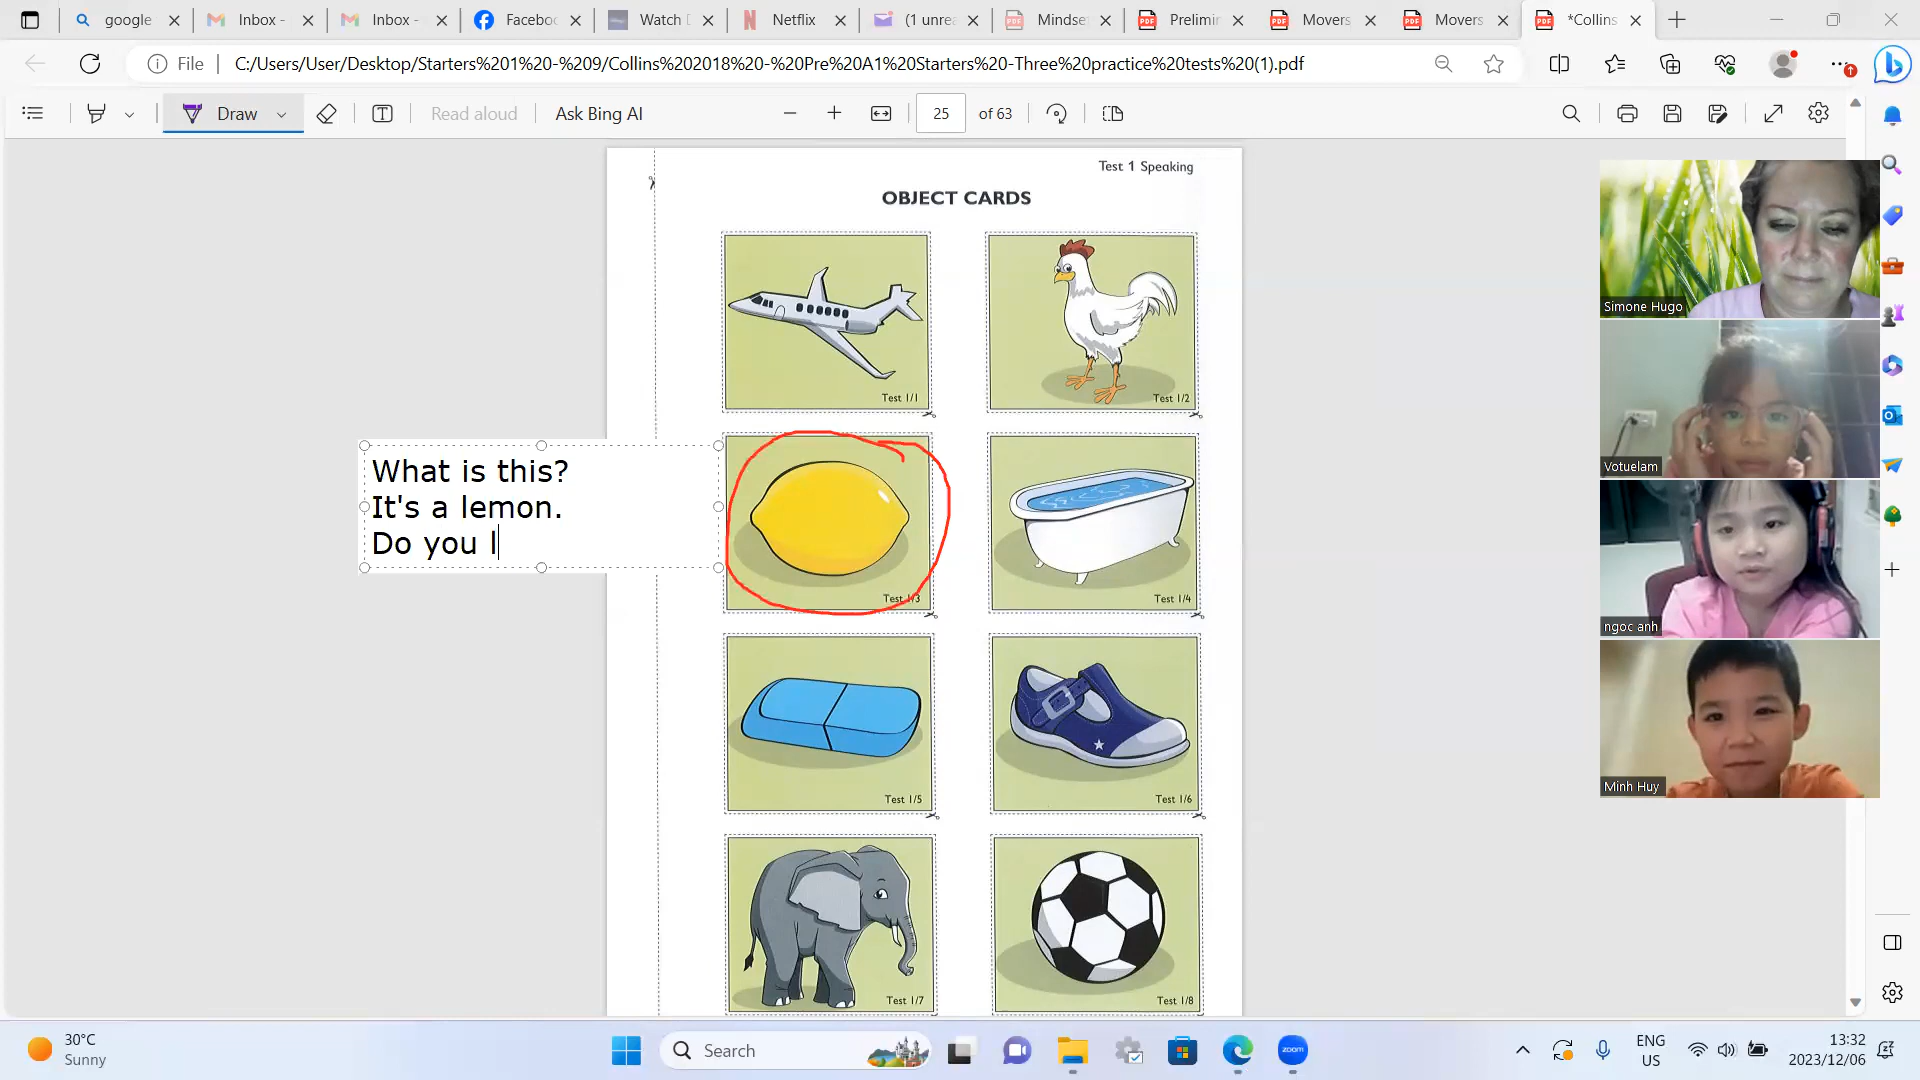 google
Inbox -
Inbox -
Faceboo
Watch D
Netflix
(1 unrea
Mindse
Prelimin
Movers
Movers
*Collins
File
C:/Users/User/Desktop/Starters%201%20-%209/Collins%202018%20-%20Pre%20A1%20Starters%20-Three%20practice%20tests%20(1).pdf
Draw
Read aloud
Ask Bing AI
25
of 63
Test 1 Speaking
OBJECT CARDS
Test 1/1
Test 1/2
What is this?
It's a lemon.
Do you l
Test 1/3
Test 1/4
Test 1/5
Test 1/6
Test 1/7
Test 1/8
Simone Hugo
Votuelam
ngoc anh
Minh Huy
30°C
Sunny
Search
zoom
ENG
US
13:32
2023/12/06